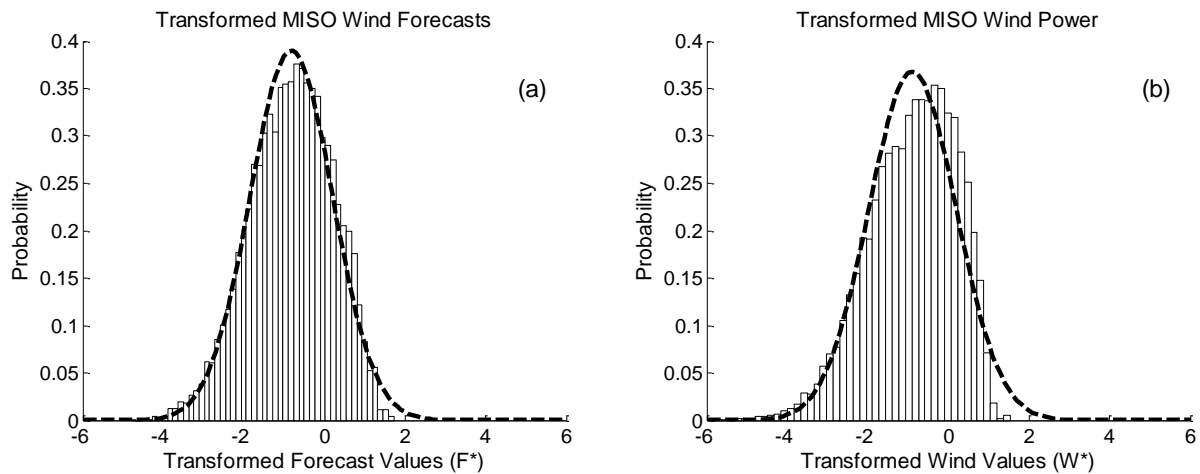 Transformed MISO Wind Forecasts
0.4
0.35
0.3
0.25
0.2
0.15
0.1
0.05
0
Probability
(a)
-6 -4 -2 0 2 4 6
Transformed Forecast Values (F*)
Transformed MISO Wind Power
0.4
0.35
0.3
0.25
0.2
0.15
0.1
0.05
0
Probability
(b)
-6 -4 -2 0 2 4 6
Transformed Wind Values (W*)